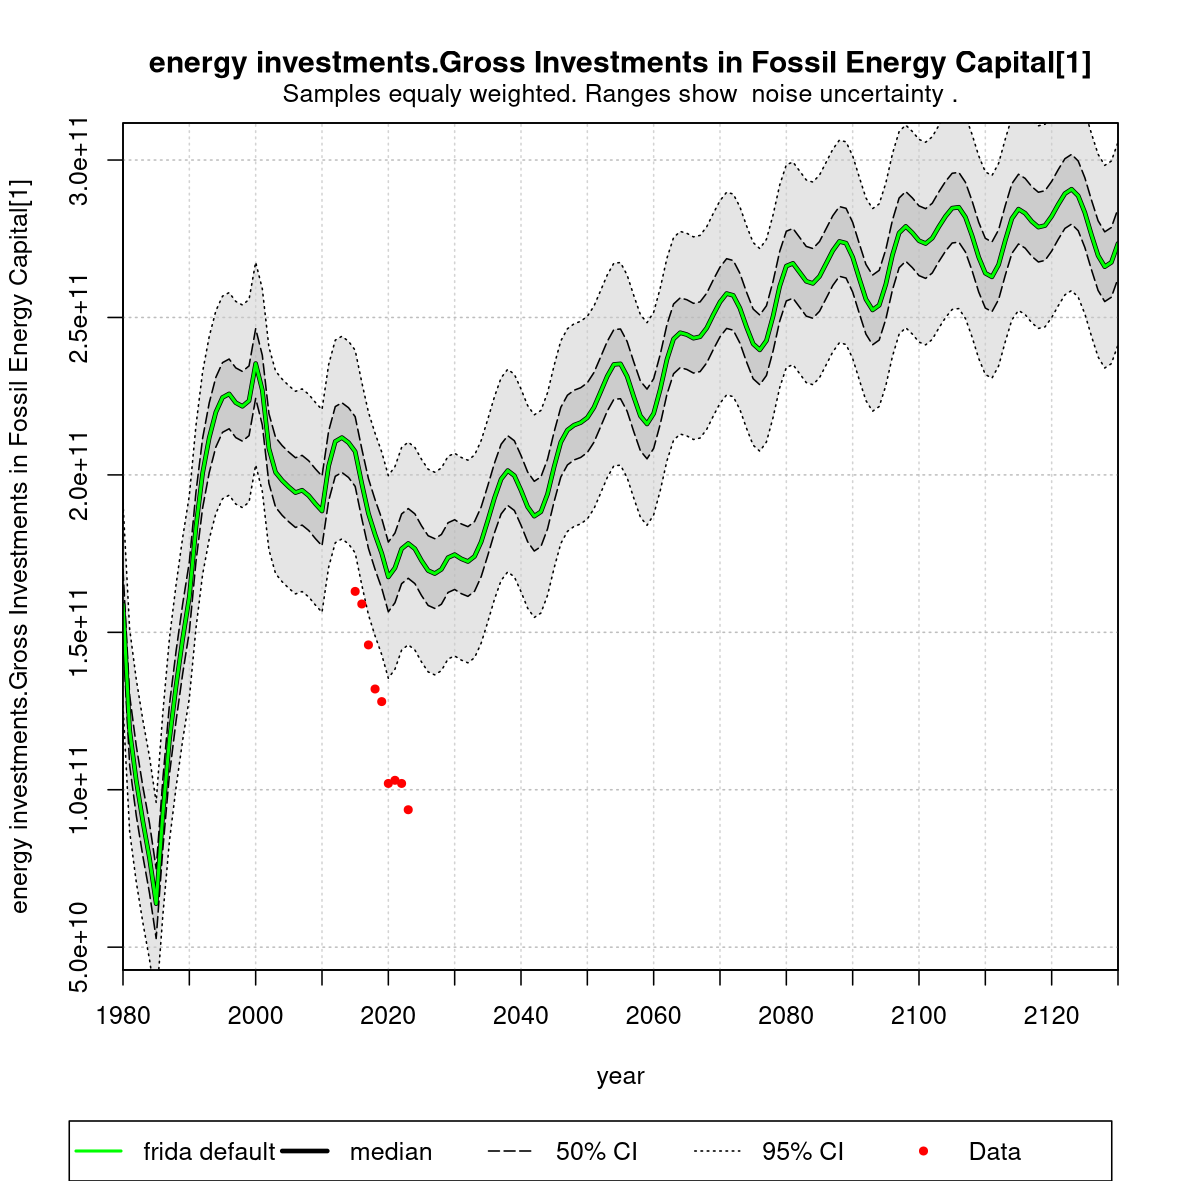 energy investments.Gross Investments in Fossil Energy Capital[1]
Samples equaly weighted. Ranges show  noise uncertainty .
energy investments.Gross Investments in Fossil Energy Capital[1]
3.0e+11
2.5e+11
2.0e+11
1.5e+11
1.0e+11
5.0e+10
1980 2000 2020 2040 2060 2080 2100 2120
year
frida default median 50% CI 95% CI Data